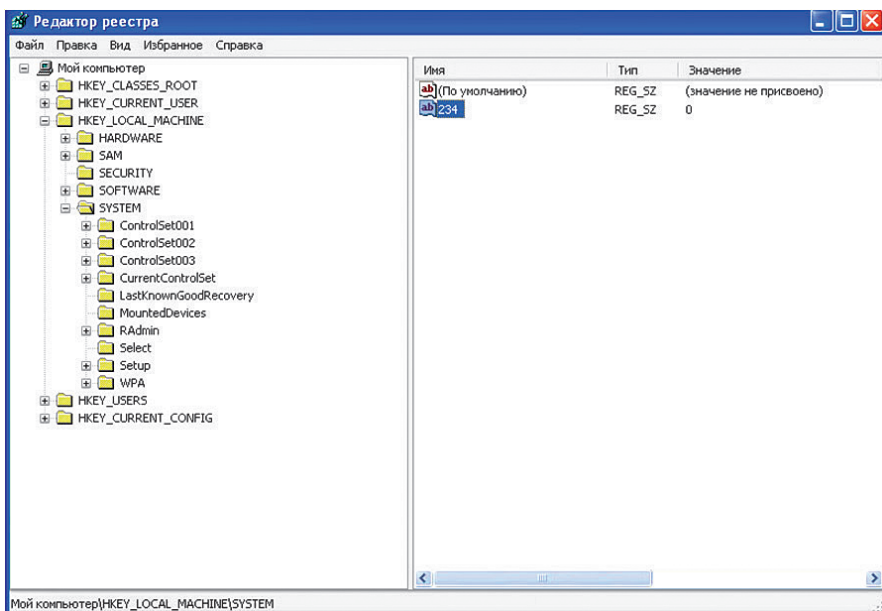 Редактор реестра
Файл Правка Вид Избранное Справка
Мой компьютер
HKEY_CLASSES_ROOT
HKEY_CURRENT_USER
HKEY_LOCAL_MACHINE
HARDWARE
SAM
SECURITY
SOFTWARE
SYSTEM
ControlSet001
ControlSet002
ControlSet003
CurrentControlSet
LastKnownGoodRecovery
MountedDevices
RAdmin
Select
Setup
WPA
HKEY_USERS
HKEY_CURRENT_CONFIG
Имя Тип Значение
ab (По умолчанию) REG_SZ (значение не присвоено)
ab 234 REG_SZ 0
Мой компьютер\HKEY_LOCAL_MACHINE\SYSTEM